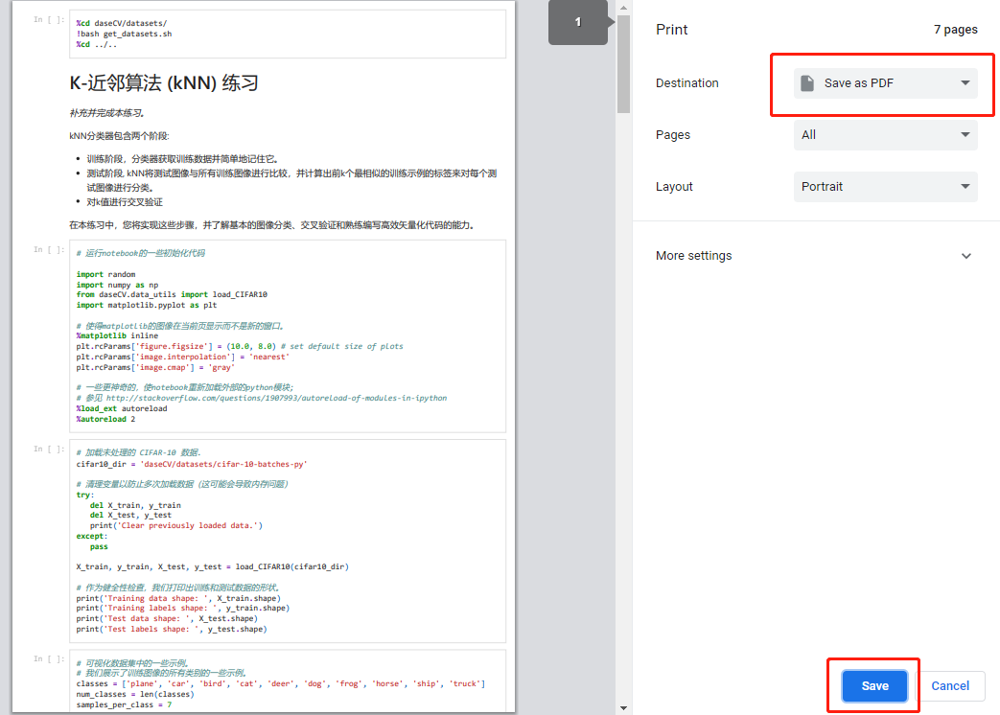 In [ ]:
%cd daseCV/datasets/
!bash get_datasets.sh
%cd ../..
K-近邻算法 (kNN) 练习
补充并完成本练习。
kNN分类器包含两个阶段:
• 训练阶段，分类器获取训练数据并简单地记住它。
• 测试阶段, kNN将测试图像与所有训练图像进行比较，并计算出前k个最相似的训练示例的标签来对每个测
试图像进行分类。
• 对k值进行交叉验证
在本练习中，您将实现这些步骤，并了解基本的图像分类、交叉验证和熟练编写高效矢量化代码的能力。
In [ ]:
# 运行notebook的一些初始化代码
import random
import numpy as np
from daseCV.data_utils import load_CIFAR10
import matplotlib.pyplot as plt
# 使得matplotlib的图像在当前页显示而不是新的窗口。
%matplotlib inline
plt.rcParams['figure.figsize'] = (10.0, 8.0) # set default size of plots
plt.rcParams['image.interpolation'] = 'nearest'
plt.rcParams['image.cmap'] = 'gray'
# 一些更神奇的，使notebook重新加载外部的python模块;
# 参见 http://stackoverflow.com/questions/1907993/autoreload-of-modules-in-ipython
%load_ext autoreload
%autoreload 2
In [ ]:
# 加载未处理的 CIFAR-10 数据.
cifar10_dir = 'daseCV/datasets/cifar-10-batches-py'
# 清理变量以防止多次加载数据（这可能会导致内存问题）
try:
del X_train, y_train
del X_test, y_test
print('Clear previously loaded data.')
except:
pass
X_train, y_train, X_test, y_test = load_CIFAR10(cifar10_dir)
# 作为健全性检查，我们打印出训练和测试数据的形状。
print('Training data shape: ', X_train.shape)
print('Training labels shape: ', y_train.shape)
print('Test data shape: ', X_test.shape)
print('Test labels shape: ', y_test.shape)
In [ ]:
# 可视化数据集中的一些示例。
# 我们展示了训练图像的所有类别的一些示例。
classes = ['plane', 'car', 'bird', 'cat', 'deer', 'dog', 'frog', 'horse', 'ship', 'truck']
num_classes = len(classes)
samples_per_class = 7
1
Print
7 pages
Destination
Save as PDF
Pages
All
Layout
Portrait
More settings
Save
Cancel